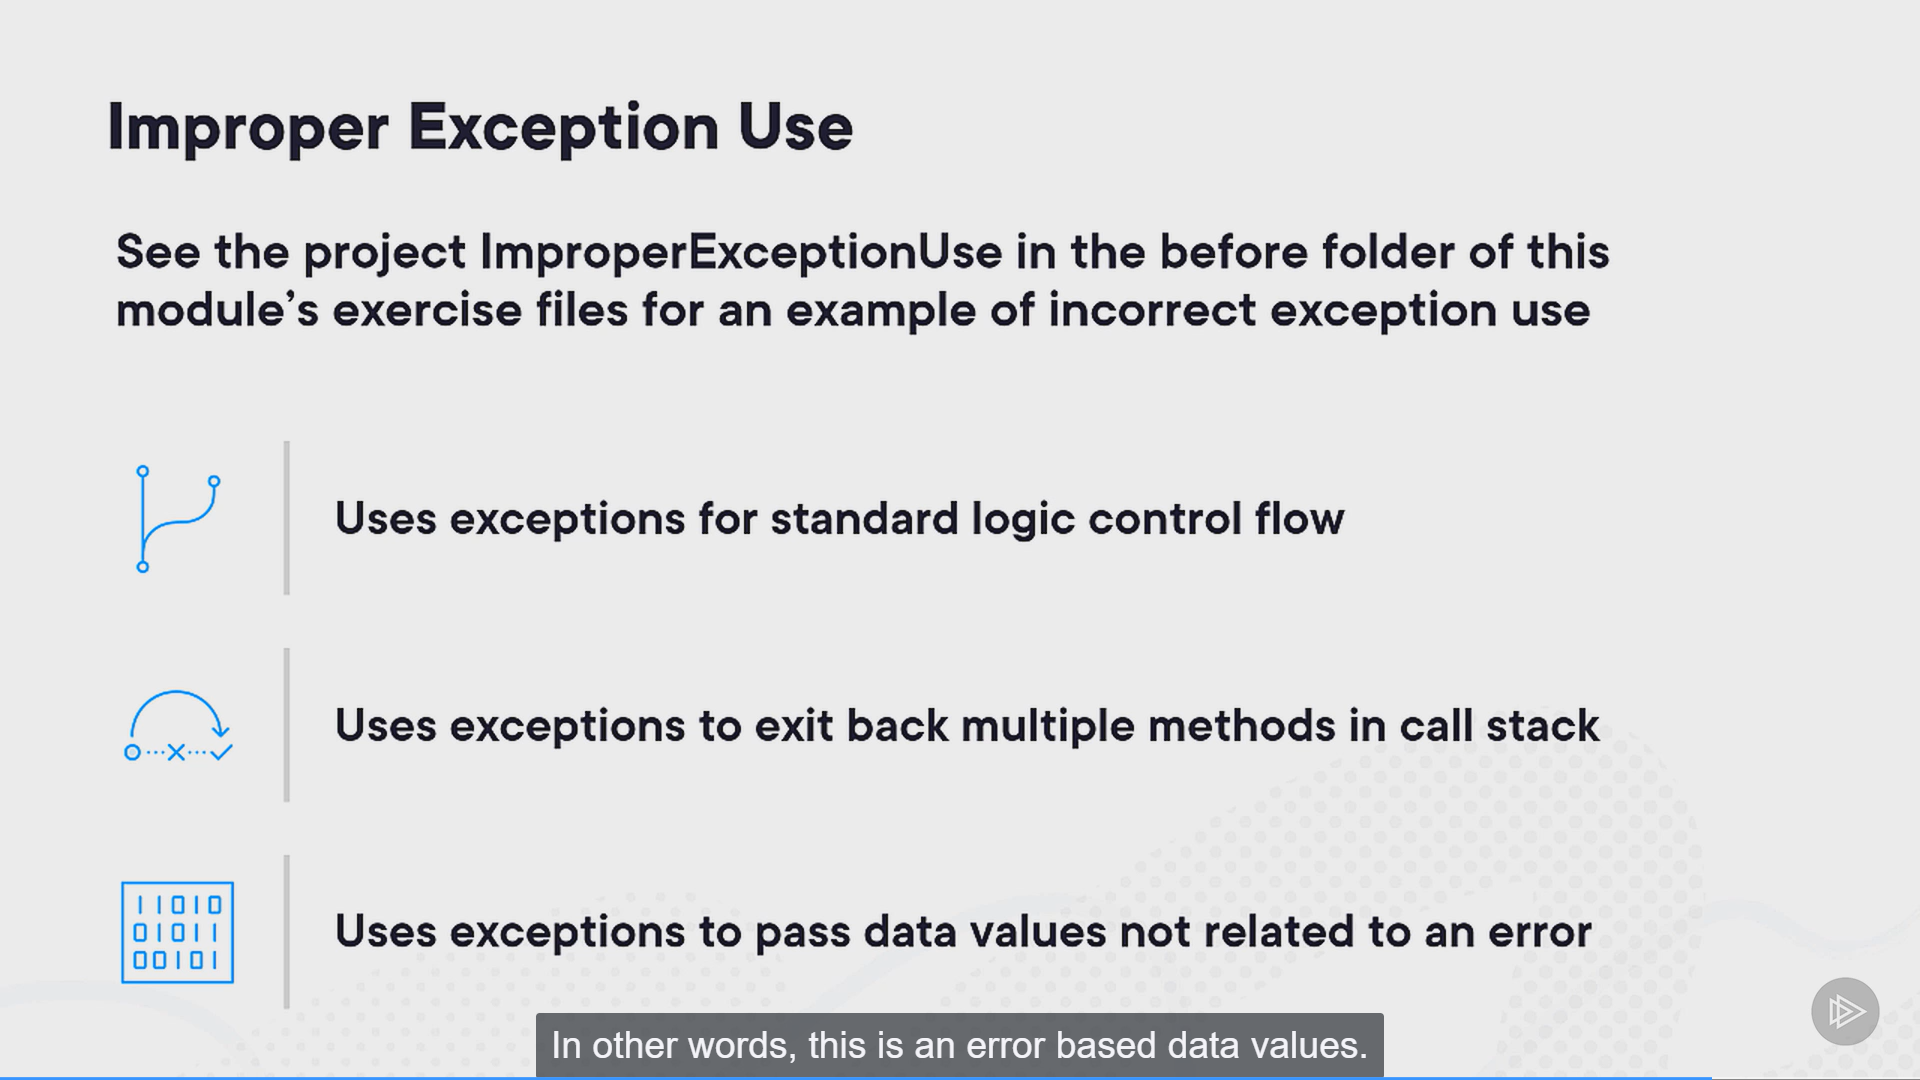 Improper Exception Use
See the project ImproperExceptionUse in the before folder of this
module’s exercise files for an example of incorrect exception use
Uses exceptions for standard logic control flow
Uses exceptions to exit back multiple methods in call stack
11010
01011
00101
Uses exceptions to pass data values not related to an error
In other words, this is an error based data values.